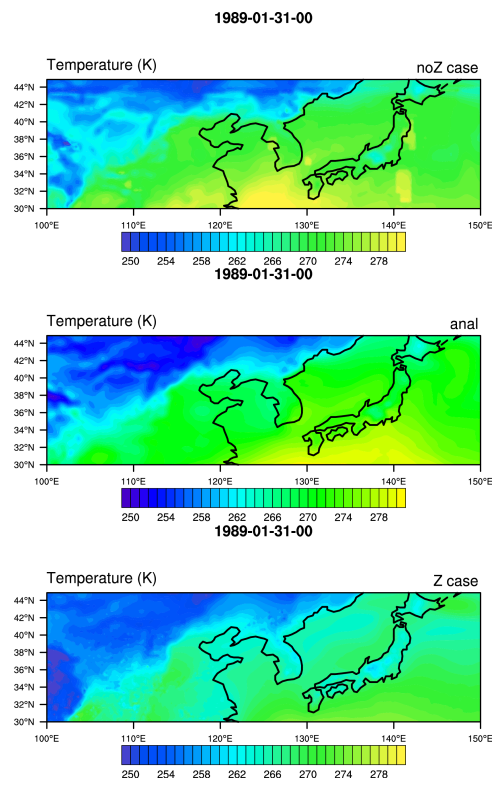 1989-01-31-00
Temperature (K) noZ case
44°N
42°N
40°N
38°N
36°N
34°N
32°N
30°N
100°E 110°E 120°E 130°E 140°E 150°E
250 254 258 262 266 270 274 278
1989-01-31-00
Temperature (K) anal
44°N
42°N
40°N
38°N
36°N
34°N
32°N
30°N
100°E 110°E 120°E 130°E 140°E 150°E
250 254 258 262 266 270 274 278
1989-01-31-00
Temperature (K) Z case
44°N
42°N
40°N
38°N
36°N
34°N
32°N
30°N
100°E 110°E 120°E 130°E 140°E 150°E
250 254 258 262 266 270 274 278